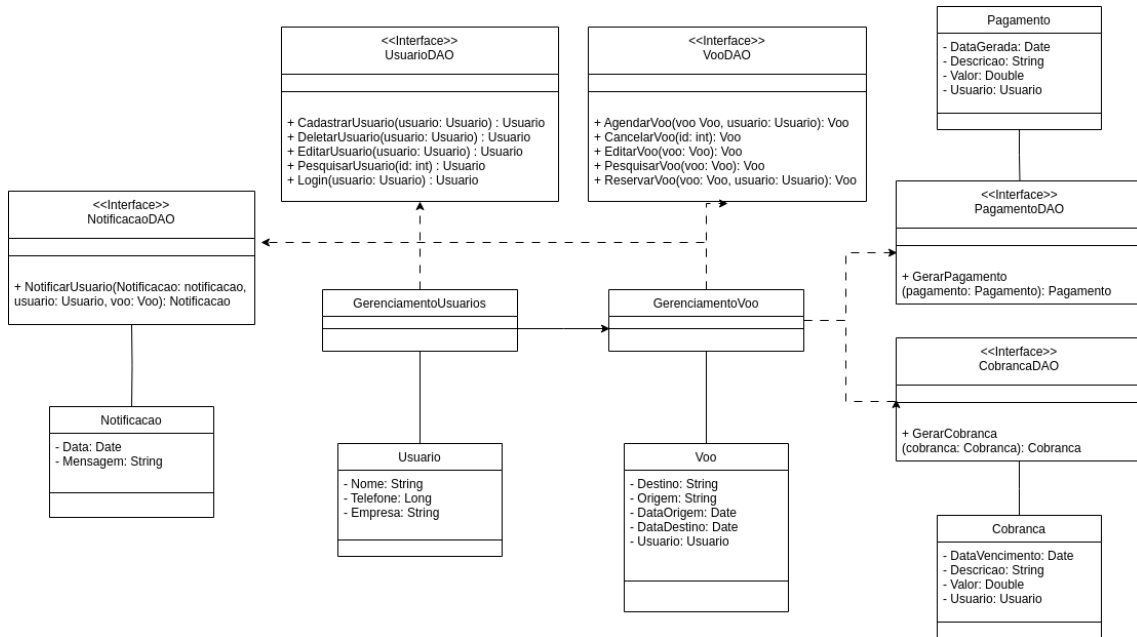 <<Interface>>
UsuarioDAO
+ CadastrarUsuario(usuario: Usuario) : Usuario
+ DeletarUsuario(usuario: Usuario) : Usuario
+ EditarUsuario(usuario: Usuario) : Usuario
+ PesquisarUsuario(id: int) : Usuario
+ Login(usuario: Usuario) : Usuario
<<Interface>>
VooDAO
+ AgendarVoo(voo Voo, usuario: Usuario): Voo
+ CancelarVoo(id: int): Voo
+ EditarVoo(voo: Voo): Voo
+ PesquisarVoo(voo: Voo): Voo
+ ReservarVoo(voo: Voo, usuario: Usuario): Voo
Pagamento
- DataGerada: Date
- Descricao: String
- Valor: Double
- Usuario: Usuario
<<Interface>>
NotificacaoDAO
+ NotificarUsuario(Notificacao: notificacao,
usuario: Usuario, voo: Voo): Notificacao
<<Interface>>
PagamentoDAO
+ GerarPagamento
(pagamento: Pagamento): Pagamento
GerenciamentoUsuarios
GerenciamentoVoo
<<Interface>>
CobrancaDAO
+ GerarCobranca
(cobranca: Cobranca): Cobranca
Notificacao
- Data: Date
- Mensagem: String
Usuario
- Nome: String
- Telefone: Long
- Empresa: String
Voo
- Destino: String
- Origem: String
- DataOrigem: Date
- DataDestino: Date
- Usuario: Usuario
Cobranca
- DataVencimento: Date
- Descricao: String
- Valor: Double
- Usuario: Usuario